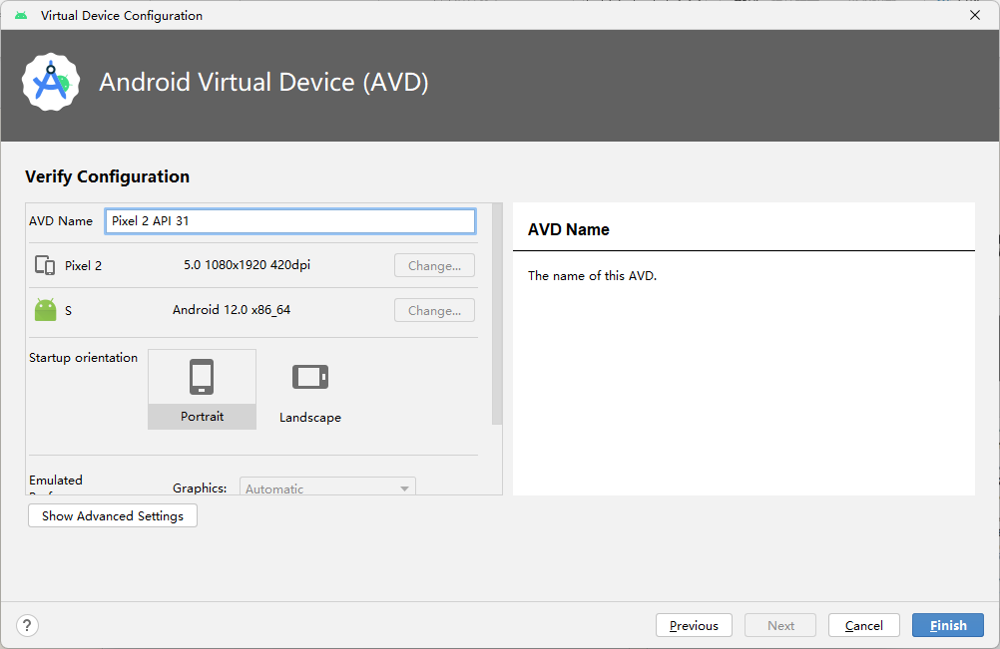 Virtual Device Configuration
Android Virtual Device (AVD)
Verify Configuration
AVD Name Pixel 2 API 31
Pixel 2 5.0 1080x1920 420dpi Change...
S Android 12.0 x86_64 Change...
Startup orientation
Portrait
Landscape
Emulated
Graphics: Automatic
Show Advanced Settings
AVD Name
The name of this AVD.
? Previous Next Cancel Finish